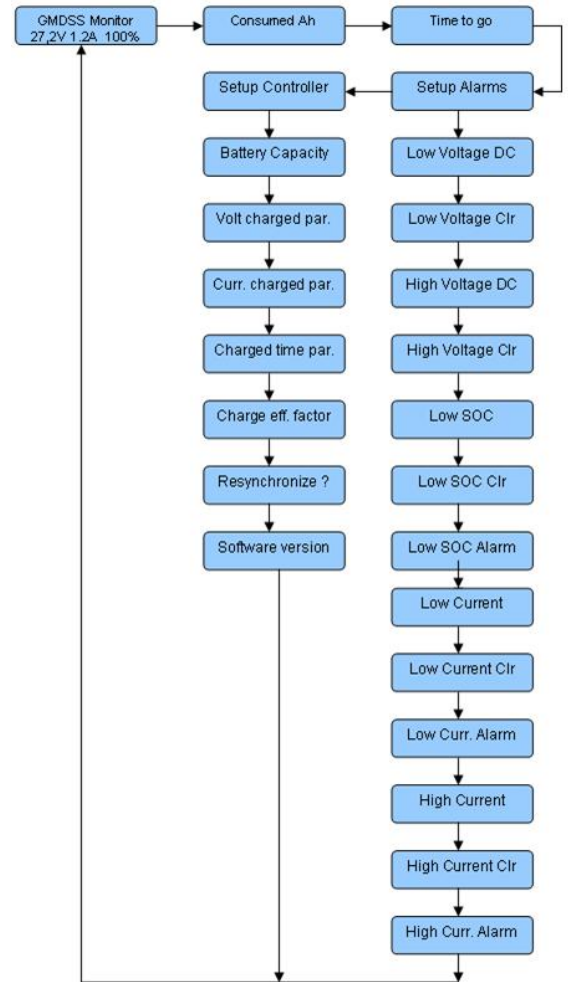 GMDSS Monitor
27,2V 1.2A 100%
Consumed Ah
Time to go
Setup Controller
Setup Alarms
Battery Capacity
Low Voltage DC
Volt charged par.
Low Voltage Clr
Curr. charged par.
High Voltage DC
Charged time par.
High Voltage Clr
Charge eff. factor
Low SOC
Resynchronize ?
Low SOC Clr
Software version
Low SOC Alarm
Low Current
Low Current Clr
Low Curr. Alarm
High Current
High Current Clr
High Curr. Alarm